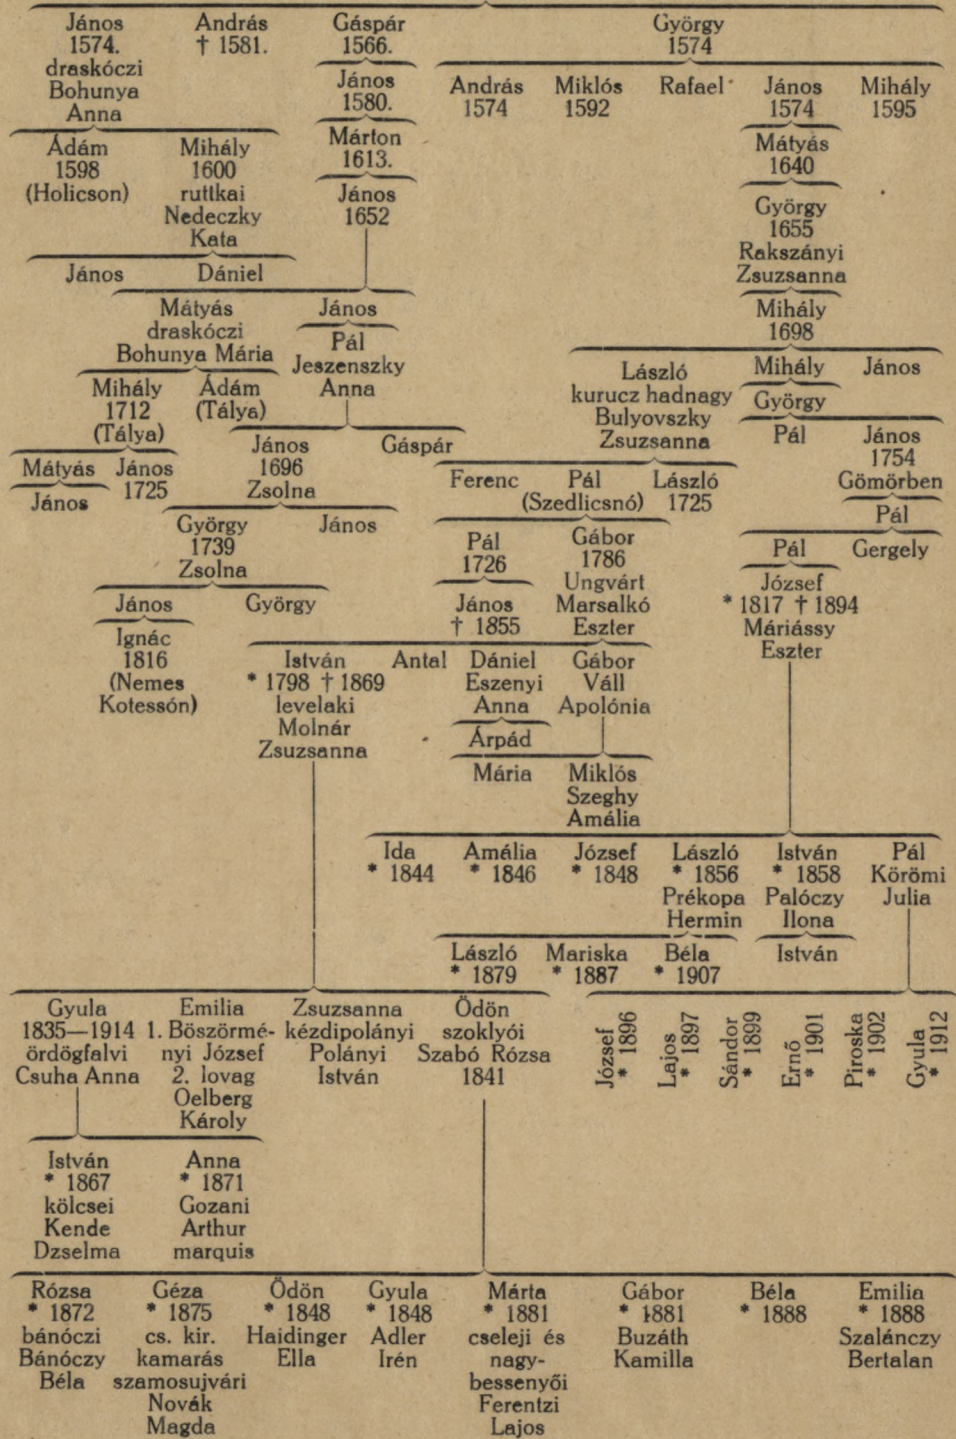 János
1574.
draskóczi
Bohunya
Anna
András
† 1581.
Gáspár
1566.
György
1574
János
1580.
András
1574
Miklós
1592
Rafael
János
1574
Mihály
1595
Ádám
1598
(Holicson)
Mihály
1600
ruttkai
Nedeczky
Kata
Márton
1613.
János
1652
Mátyás
1640
György
1655
Rakszányi
Zsuzsanna
János
Dániel
Mihály
1698
Mátyás
draskóczi
Bohunya Mária
János
Pál
Jeszenszky
Anna
László
kurucz hadnagy
Bulyovszky
Zsuzsanna
Mihály
János
György
Mihály
1712
(Tálya)
Ádám
(Tálya)
János
1696
Zsolna
Gáspár
Pál
János
1754
Gömörben
Mátyás
János
1725
János
Ferenc
Pál
(Szedlicsnó)
László
1725
Pál
György
1739
Zsolna
János
Pál
1726
Gábor
1786
Ungvárt
Marsalkó
Eszter
Pál
Gergely
János
György
János
† 1855
József
* 1817 † 1894
Máriássy
Eszter
Ignác
1816
(Nemes
Kotessón)
István
* 1798 † 1869
levelaki
Molnár
Zsuzsanna
Antal
Dániel
Eszenyi
Anna
Gábor
Váll
Apolónia
Árpád
Mária
Miklós
Szeghy
Amália
Ida
* 1844
Amália
* 1846
József
* 1848
László
* 1856
Prékopa
Hermin
István
* 1858
Palóczy
Ilona
Pál
Körömi
Julia
László
* 1879
Mariska
* 1887
Béla
* 1907
István
Gyula
1835—1914
ördögfalvi
Csuha Anna
Emilia
1. Böszörmé-
nyi József
2. lovag
Oelberg
Károly
Zsuzsanna
kézdipolányi
Polányi
István
Ödön
szoklyói
Szabó Rózsa
1841
József
* 1896
Lajos
* 1897
Sándor
* 1899
Ernő
* 1901
Piroska
* 1902
Gyula
* 1912
István
* 1867
kölcsei
Kende
Dzselma
Anna
* 1871
Gozani
Arthur
marquis
Rózsa
* 1872
bánóczi
Bánóczy
Béla
Géza
* 1875
cs. kir.
kamarás
szamosujvári
Novák
Magda
Ödön
* 1848
Haidinger
Ella
Gyula
* 1848
Adler
Irén
Márta
* 1881
cseleji és
nagy-
bessenyői
Ferentzi
Lajos
Gábor
* 1881
Buzáth
Kamilla
Béla
* 1888
Emilia
* 1888
Szalánczy
Bertalan